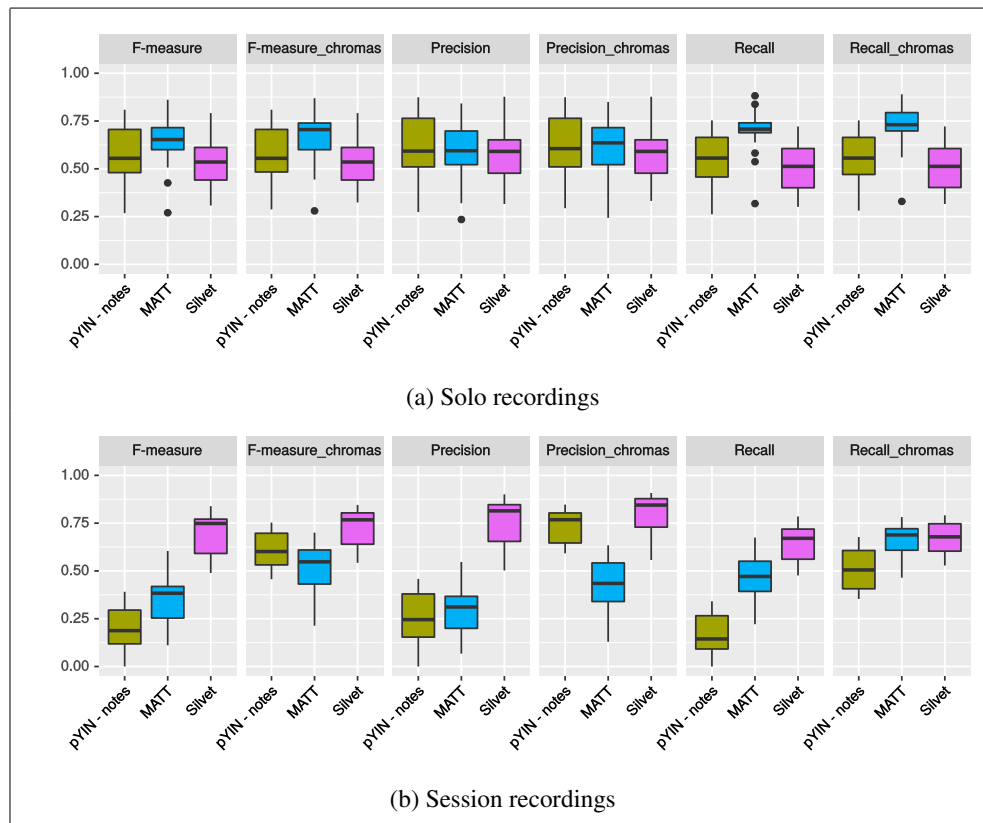 F-measure F-measure_chromas Precision Precision_chromas Recall Recall_chromas
1.00
0.75
0.50
0.25
0.00
pYIN - notes MATT Silvet pYIN - notes MATT Silvet pYIN - notes MATT Silvet pYIN - notes MATT Silvet pYIN - notes MATT Silvet pYIN - notes MATT Silvet
(a) Solo recordings
F-measure F-measure_chromas Precision Precision_chromas Recall Recall_chromas
1.00
0.75
0.50
0.25
0.00
pYIN - notes MATT Silvet pYIN - notes MATT Silvet pYIN - notes MATT Silvet pYIN - notes MATT Silvet pYIN - notes MATT Silvet pYIN - notes MATT Silvet
(b) Session recordings